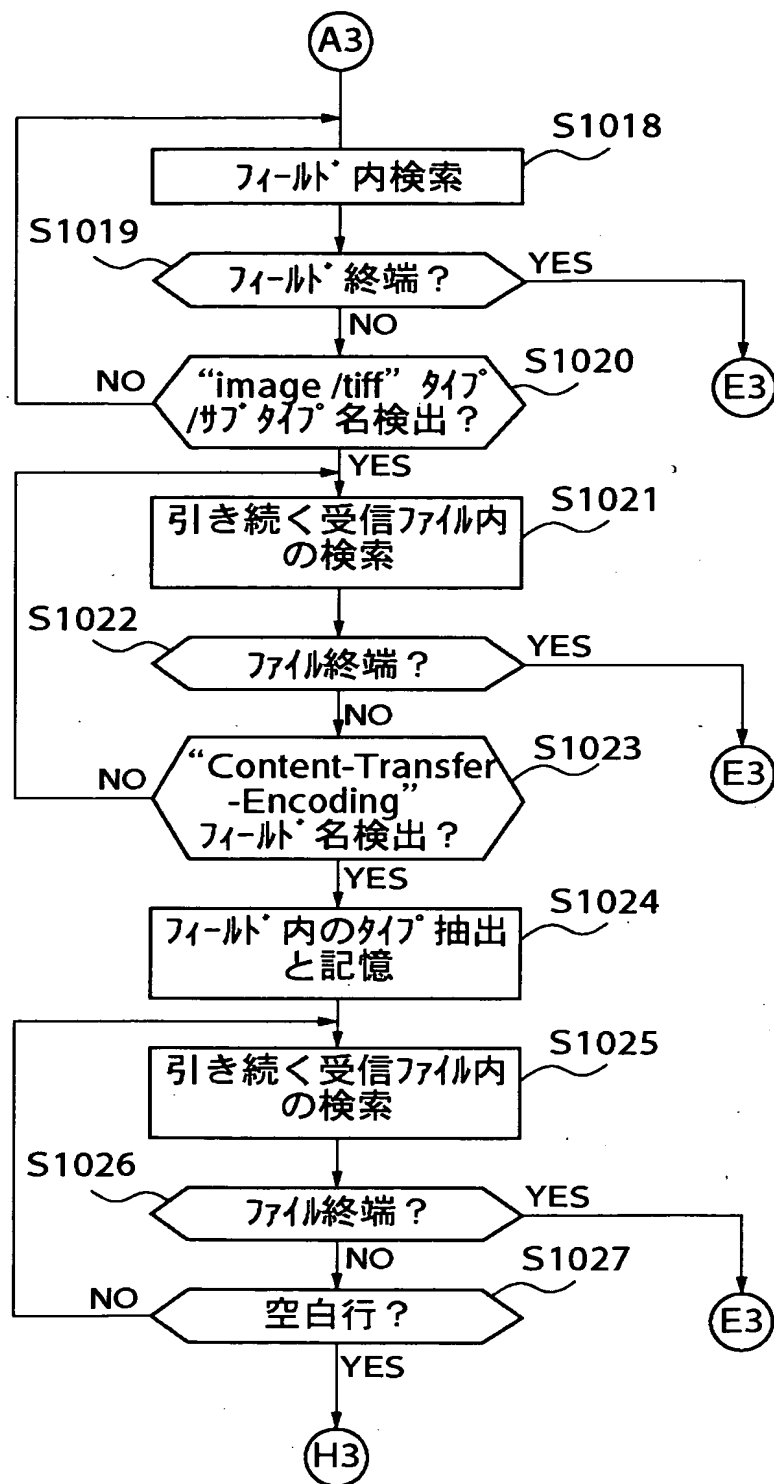 A3
S1018
フィールド内検索
S1019
フィールド終端？
YES
NO
E3
S1020
NO
“image /tiff” タイプ
/サブタイプ名検出？
YES
S1021
引き続く受信ファイル内
の検索
S1022
ファイル終端？
YES
NO
E3
S1023
NO
“Content-Transfer
-Encoding”
フィールド名検出？
YES
S1024
フィールド内のタイプ抽出
と記憶
S1025
引き続く受信ファイル内
の検索
S1026
ファイル終端？
YES
NO
E3
S1027
NO
空白行？
YES
H3